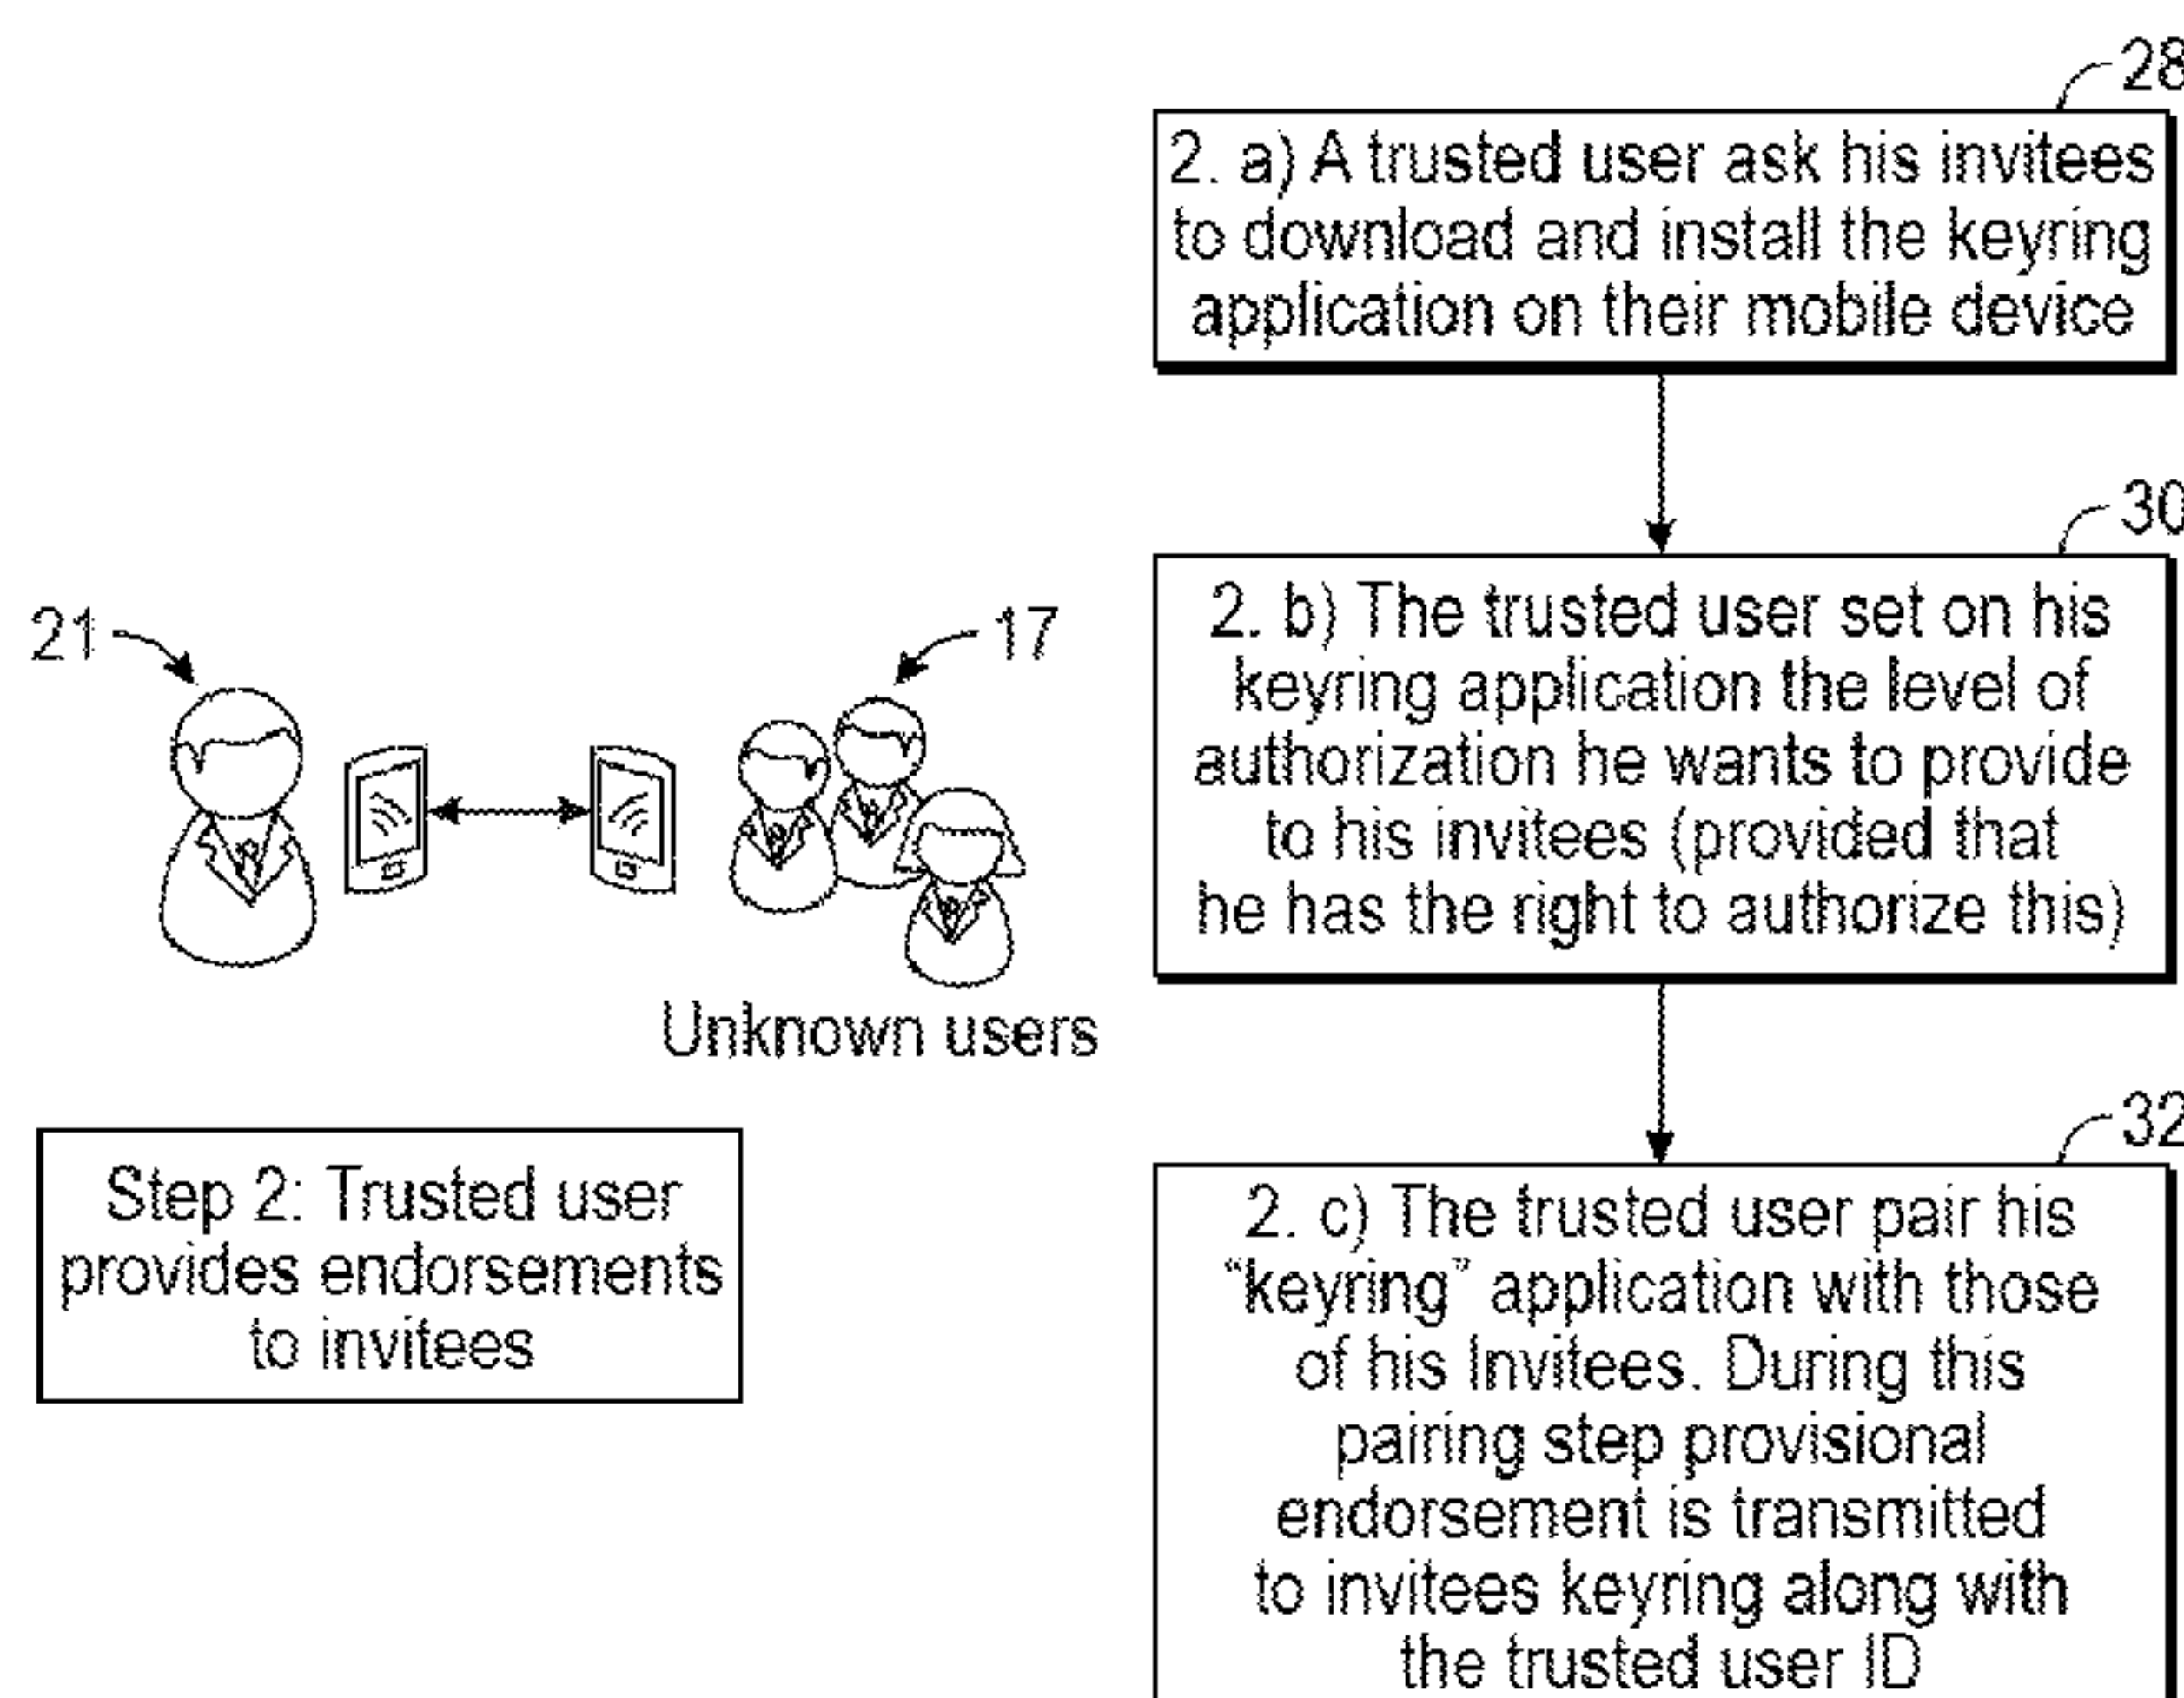 28
2. a) A trusted user ask his invitees
to download and install the keyring
application on their mobile device
30
2. b) The trusted user set on his
keyring application the level of
authorization he wants to provide
to his invitees (provided that
he has the right to authorize this)
21
17
Unknown users
Step 2: Trusted user
provides endorsements
to invitees
32
2. c) The trusted user pair his
“keyring” application with those
of his Invitees. During this
pairing step provisional
endorsement is transmitted
to invitees keyring along with
the trusted user ID